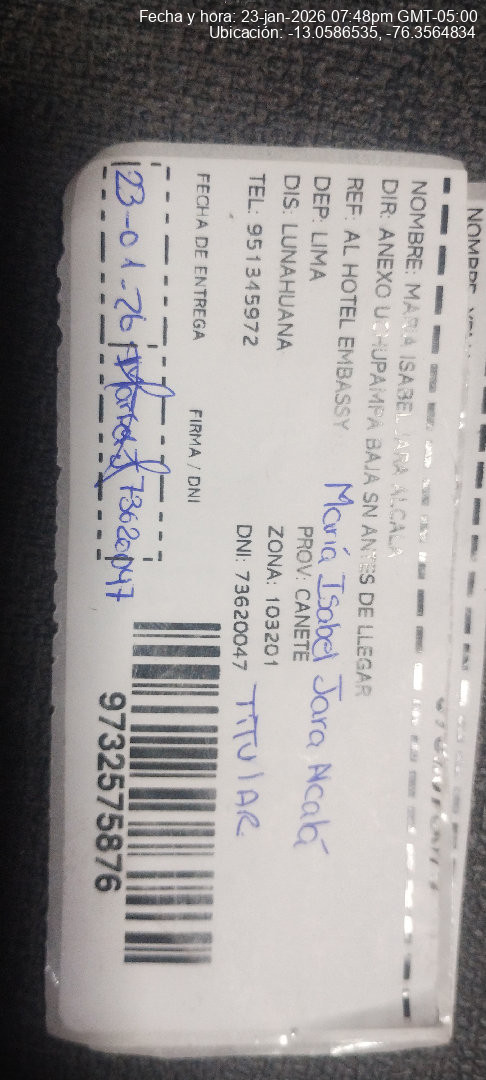 Fecha y hora: 23-jan-2026 07:48pm GMT-05:00
Ubicación: -13.0586535, -76.3564834
NOMBRE: MARIA ISABEL JARA ALCALA
DIR: ANEXO UCHUPAMPA BAJA SN ANTES DE LLEGAR
REF: AL HOTEL EMBASSY
María Isabel Jara Alcalá
DEP: LIMA PROV: CANETE
DIS: LUNAHUANA ZONA: 103201
TEL: 951345972 DNI: 73620047 TITULAR
FECHA DE ENTREGA FIRMA / DNI
23-01-26 73620047
9732575876
NOMBRE